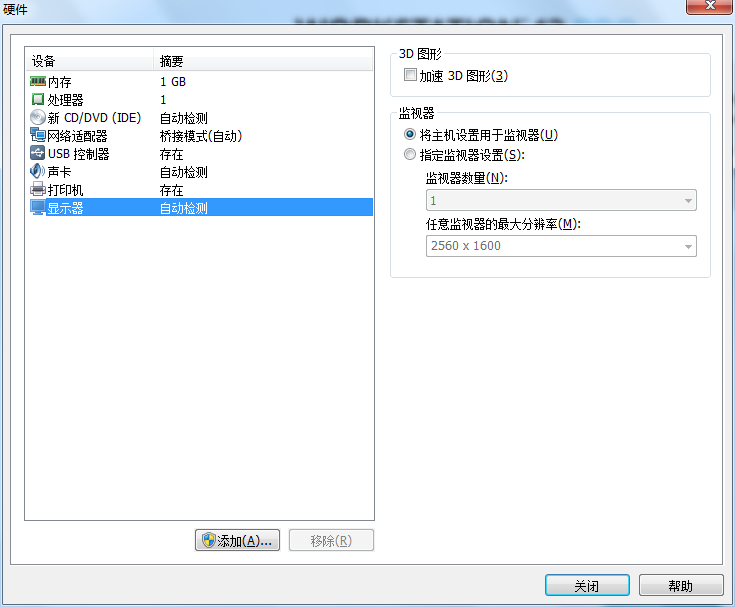 硬件
设备 摘要
内存 1 GB
处理器 1
新 CD/DVD (IDE) 自动检测
网络适配器 桥接模式(自动)
USB 控制器 存在
声卡 自动检测
打印机 存在
显示器 自动检测
添加(A)... 移除(R)
3D 图形
加速 3D 图形(3)
监视器
将主机设置用于监视器(U)
指定监视器设置(S):
监视器数量(N):
1
任意监视器的最大分辨率(M):
2560 x 1600
关闭 帮助